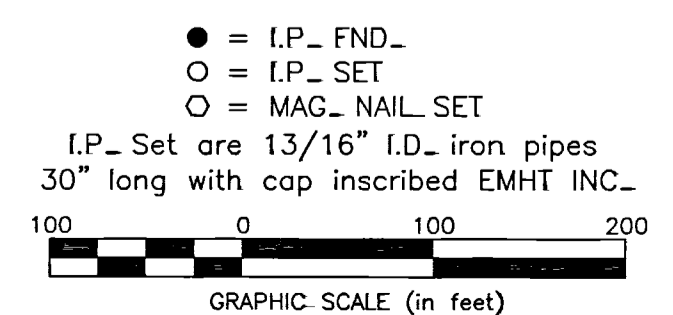 ● = I.P. FND.
○ = I.P. SET
⬡ = MAG. NAIL SET
I.P. Set are 13/16" I.D. iron pipes
30" long with cap inscribed EMHT INC.
100 0 100 200
GRAPHIC SCALE (in feet)